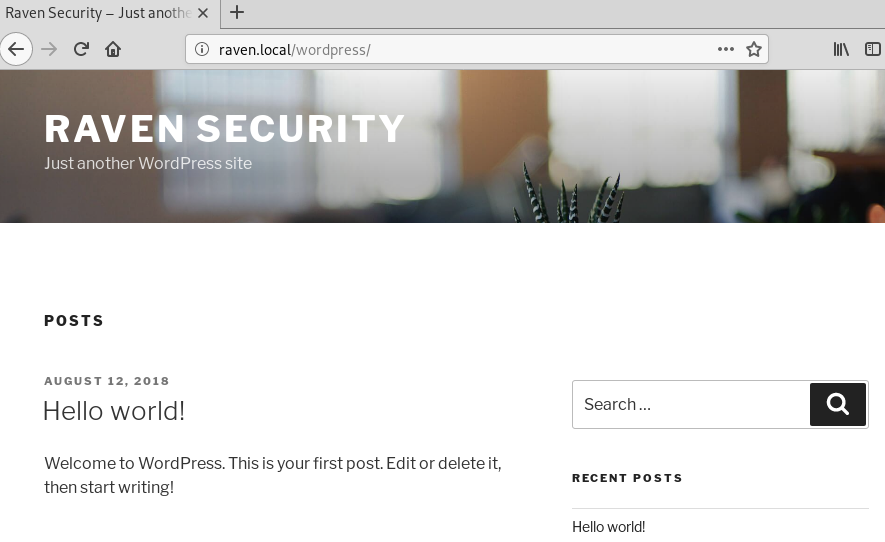 Raven Security – Just anothe
raven.local/wordpress/
RAVEN SECURITY
Just another WordPress site
POSTS
AUGUST 12, 2018
Hello world!
Welcome to WordPress. This is your first post. Edit or delete it,
then start writing!
Search …
RECENT POSTS
Hello world!